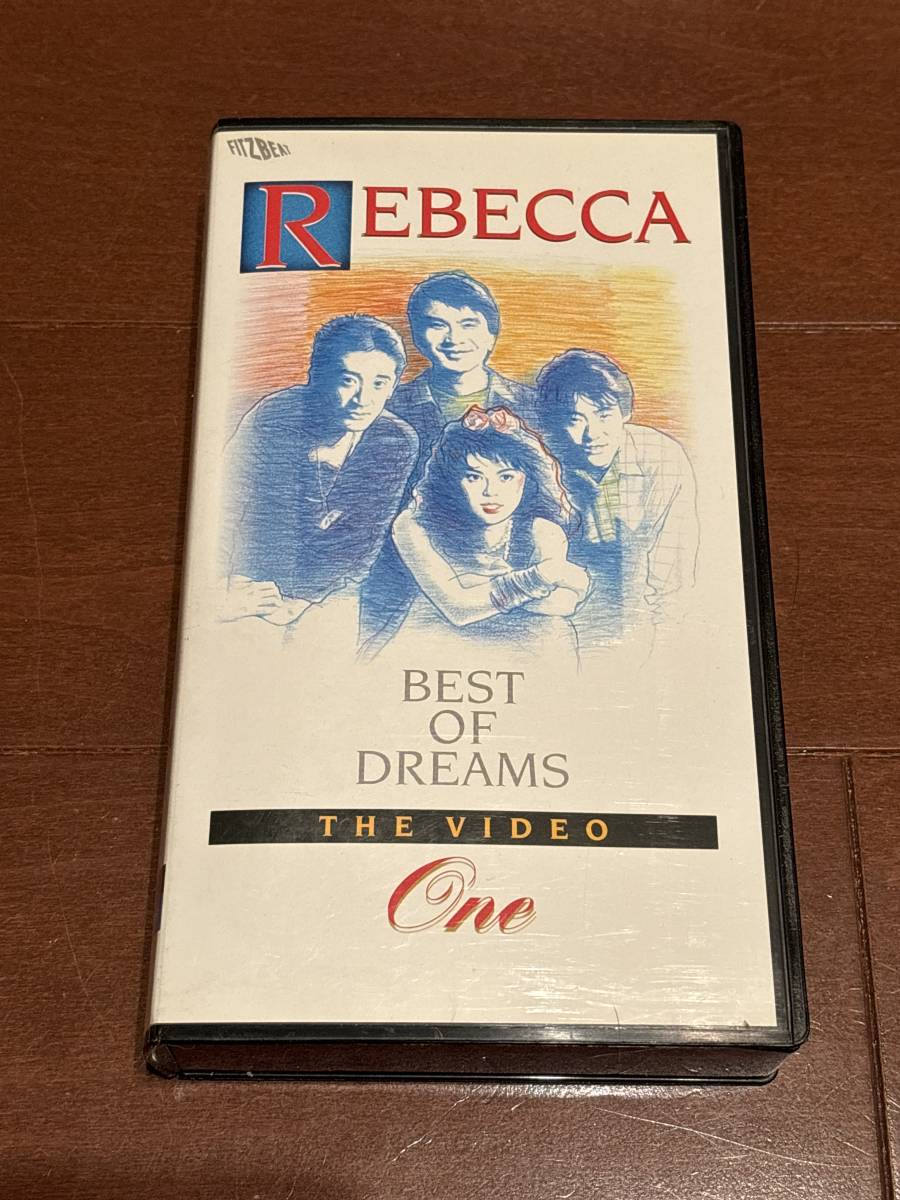 FITZBEAT
REBECCA
BEST
OF
DREAMS
THE VIDEO
One